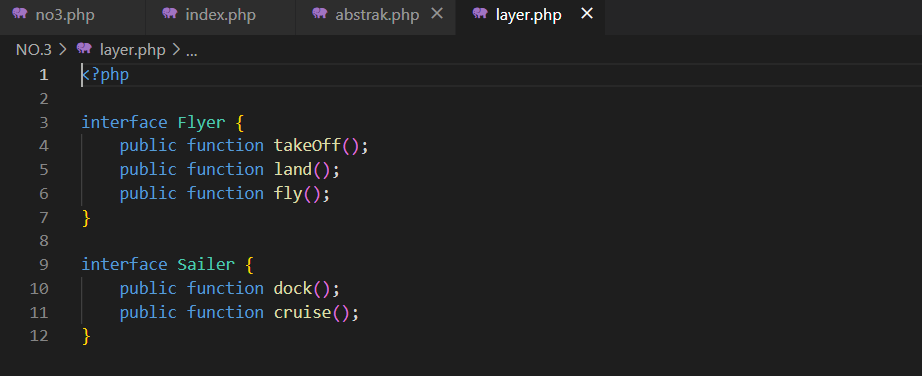 no3.php index.php abstrak.php × layer.php ×
NO.3 > layer.php > ...
1 <?php
2
3 interface Flyer {
4     public function takeOff();
5     public function land();
6     public function fly();
7 }
8
9 interface Sailer {
10     public function dock();
11     public function cruise();
12 }